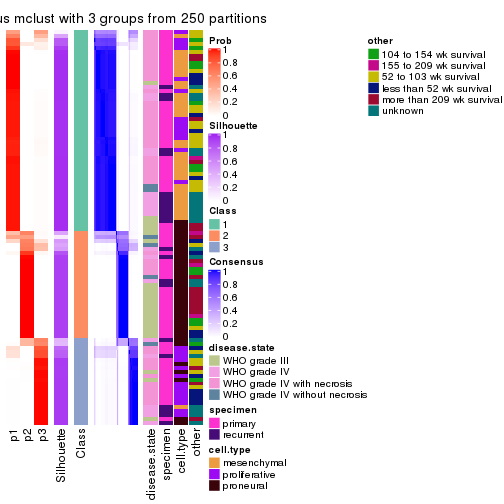 us mclust with 3 groups from 250 partitions
Prob
1
0.8
0.6
0.4
0.2
0
Silhouette
1
0.8
0.6
0.4
0.2
0
Class
1
2
3
Consensus
1
0.8
0.6
0.4
0.2
0
disease.state
WHO grade III
WHO grade IV
WHO grade IV with necrosis
WHO grade IV without necrosis
specimen
primary
recurrent
cell.type
mesenchymal
proliferative
proneural
other
104 to 154 wk survival
155 to 209 wk survival
52 to 103 wk survival
less than 52 wk survival
more than 209 wk survival
unknown
p1
p2
p3
Silhouette
Class
disease.state
specimen
cell.type
other